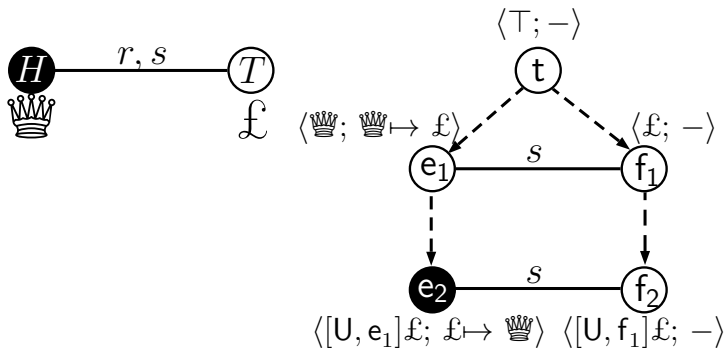 ⟨⊤; −⟩
r, s
H
T
t
♛
£
⟨♛; ♛↦ £⟩
⟨£; −⟩
s
e₁
f₁
s
e₂
f₂
⟨[U, e₁]£; £↦ ♛⟩ ⟨[U, f₁]£; −⟩